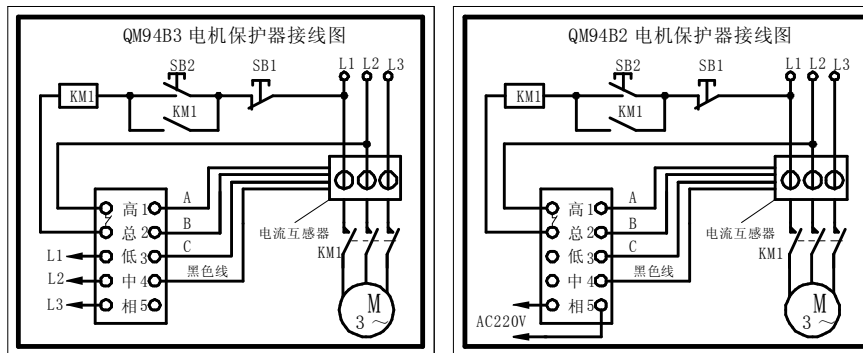 QM94B3 电机保护器接线图
L1 L2 L3
SB2 SB1
KM1
KM1
A
高 1
B
总 2
C
低 3
电流互感器
KM1
L1
黑色线
L2
中 4
L3
相 5
M
3 ~
QM94B2 电机保护器接线图
L1 L2 L3
SB2 SB1
KM1
KM1
A
高 1
B
总 2
C
低 3
电流互感器
KM1
黑色线
中 4
相 5
AC220V
M
3 ~